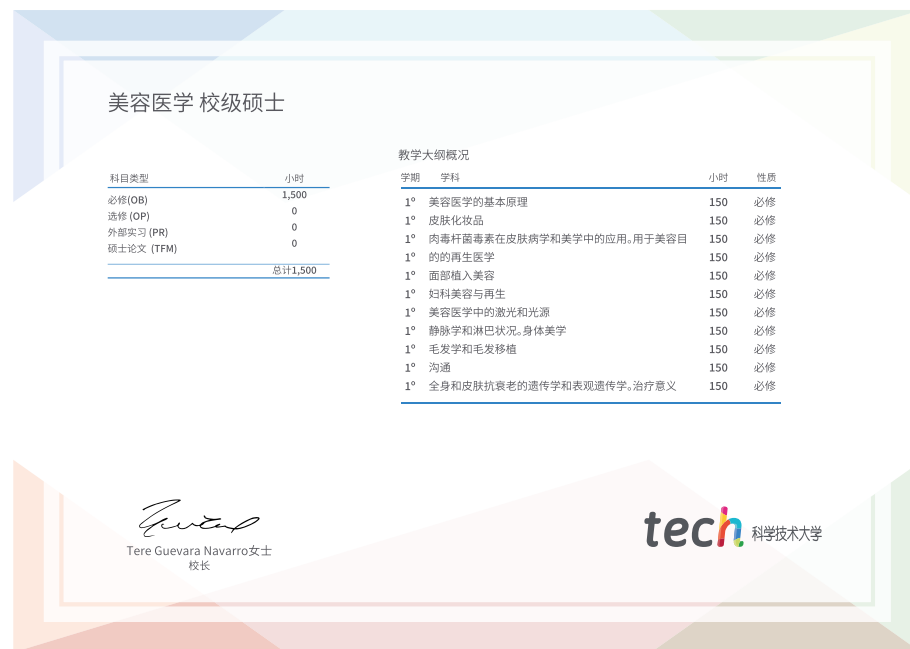 美容医学 校级硕士
科目类型 小时
必修(OB) 1,500
选修 (OP) 0
外部实习 (PR) 0
硕士论文 (TFM) 0
总计1,500
教学大纲概况
学期 学科 小时 性质
1º 美容医学的基本原理 150 必修
1º 皮肤化妆品 150 必修
1º 肉毒杆菌毒素在皮肤病学和美学中的应用。用于美容目 150 必修
1º 的的再生医学 150 必修
1º 面部植入美容 150 必修
1º 妇科美容与再生 150 必修
1º 美容医学中的激光和光源 150 必修
1º 静脉学和淋巴状况。身体美学 150 必修
1º 毛发学和毛发移植 150 必修
1º 沟通 150 必修
1º 全身和皮肤抗衰老的遗传学和表观遗传学。治疗意义 150 必修
Tere Guevara Navarro女士
校长
tech 科学技术大学